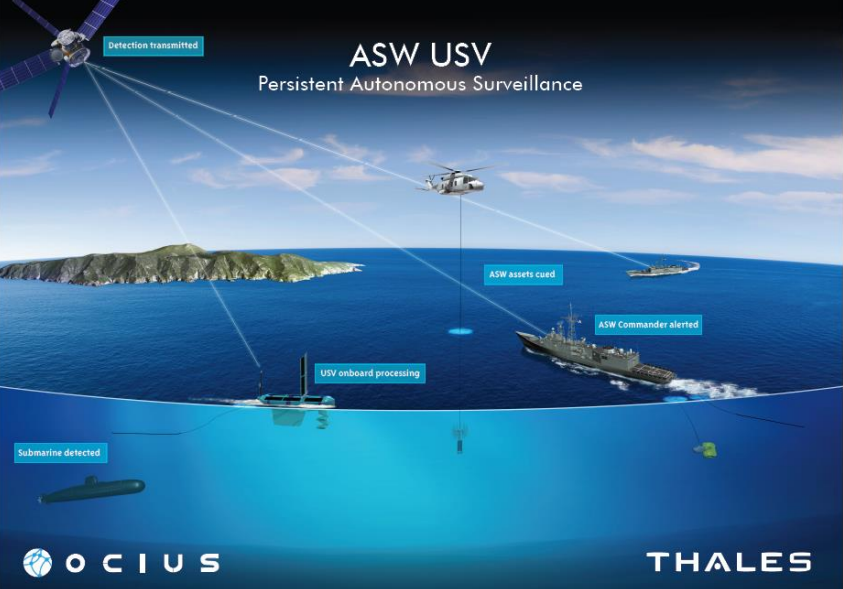 Detection transmitted
ASW USV
Persistent Autonomous Surveillance
ASW assets cued
ASW Commander alerted
USV onboard processing
Submarine detected
OCIUS
THALES